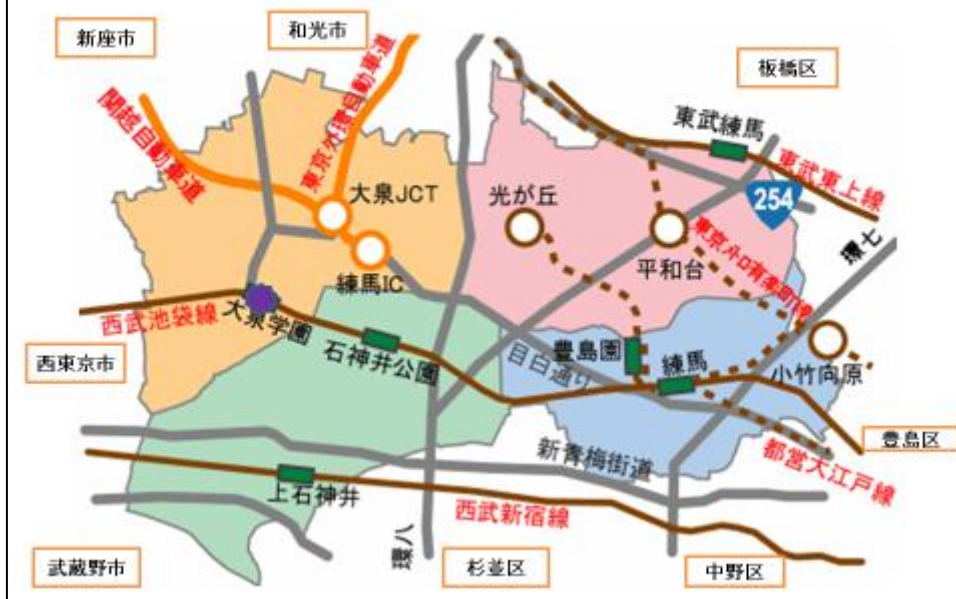 新座市
和光市
板橋区
関越自動車道
東京外環自動車道
東武練馬
東武東上線
254
大泉JCT
光が丘
練馬IC
平和台
東京メトロ有楽町線
環七
西武池袋線
大泉学園
石神井公園
目白通り
豊島園
練馬
小竹向原
西東京市
豊島区
新青梅街道
都営大江戸線
上石神井
西武新宿線
環八
武蔵野市
杉並区
中野区